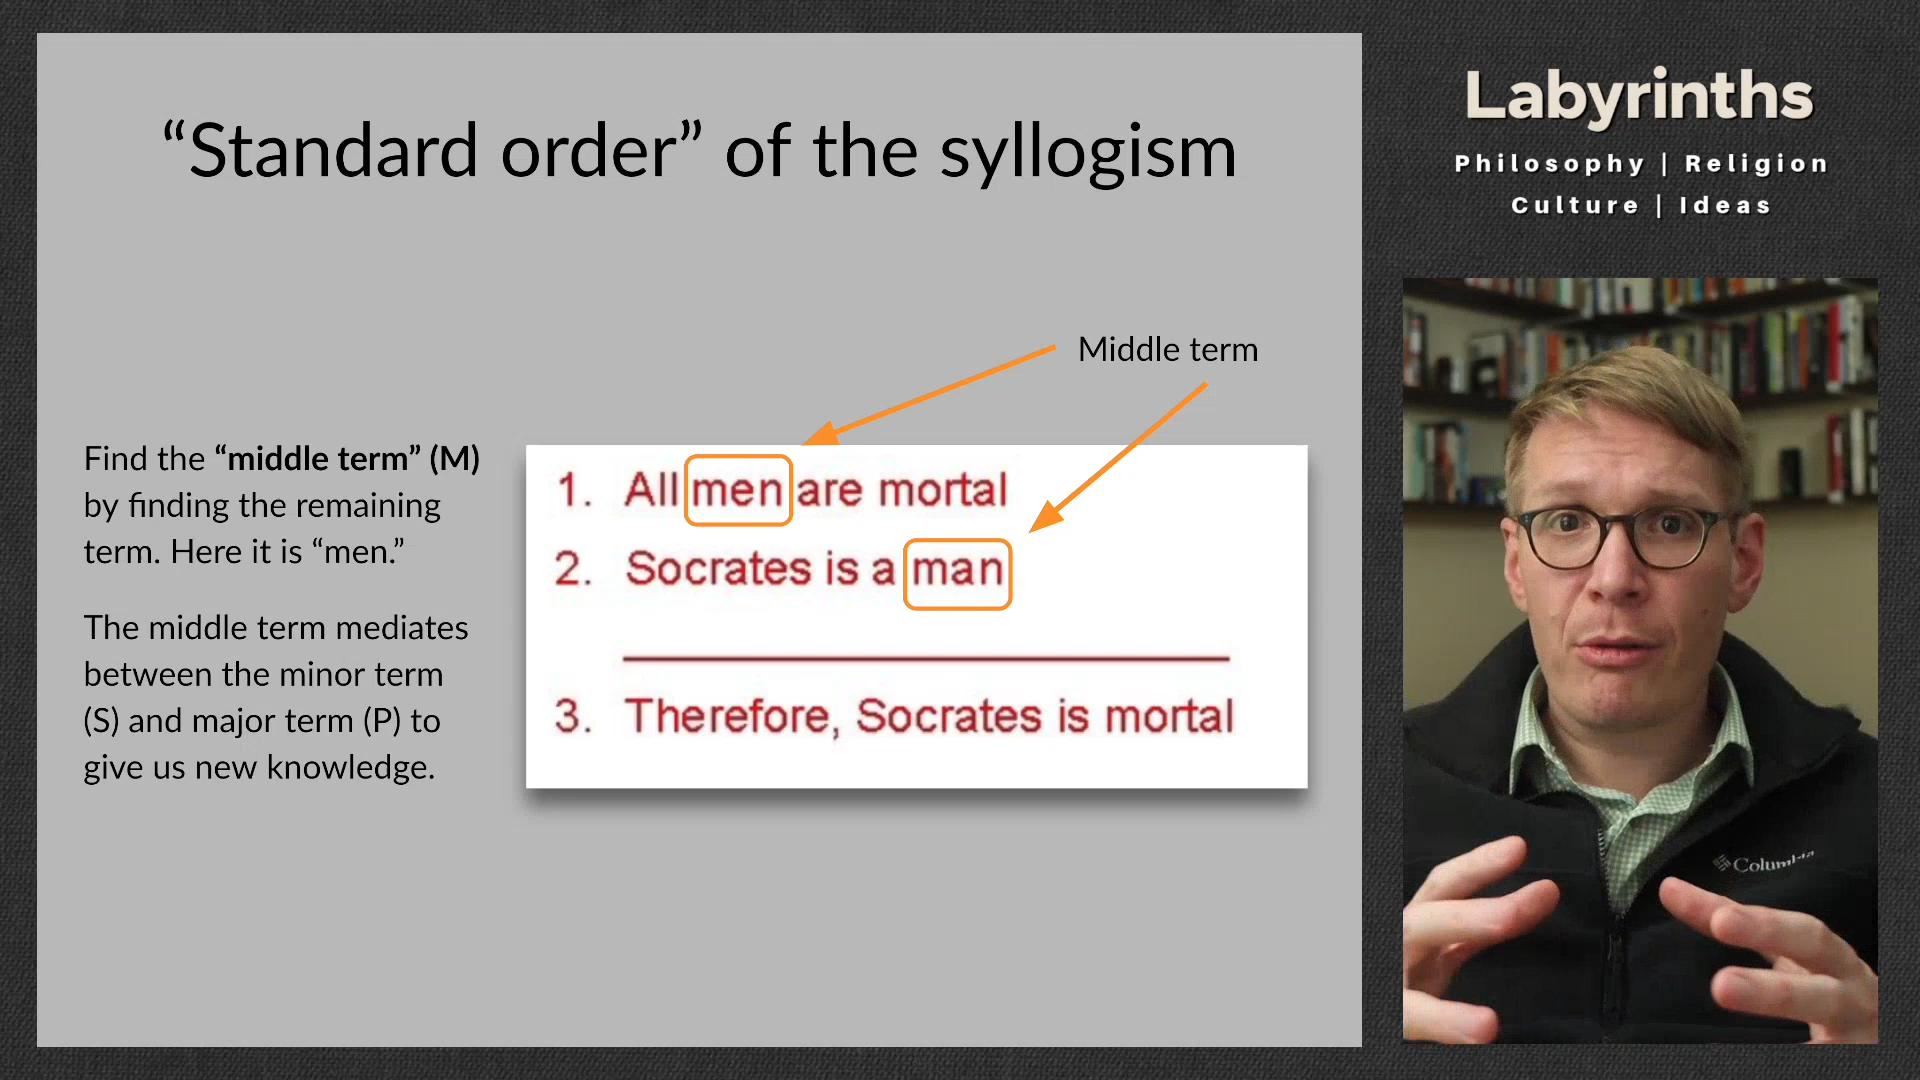 “Standard order” of the syllogism
Middle term
Find the “middle term” (M)
by finding the remaining
term. Here it is “men.”
The middle term mediates
between the minor term
(S) and major term (P) to
give us new knowledge.
1. All men are mortal
2. Socrates is a man
3. Therefore, Socrates is mortal
Labyrinths
Philosophy | Religion
Culture | Ideas
Columbia